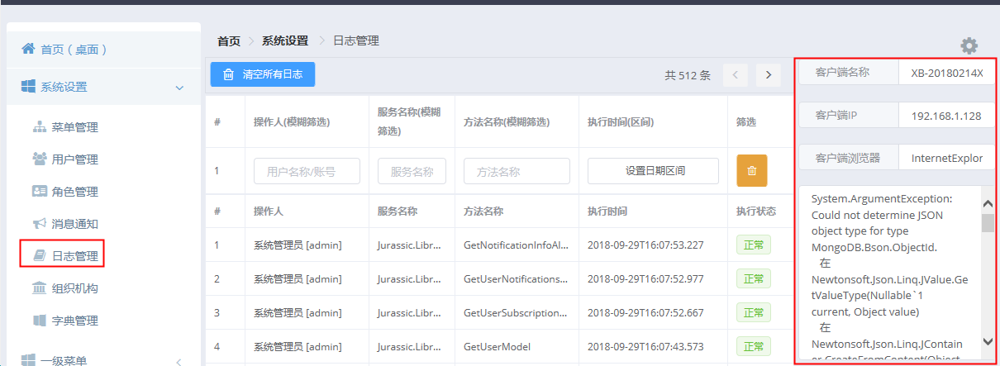 首页（桌面）
系统设置
菜单管理
用户管理
角色管理
消息通知
日志管理
组织机构
字典管理
一级菜单
首页 系统设置 日志管理
清空所有日志 共 512 条
# 操作人(模糊筛选) 服务名称(模糊筛选) 方法名称(模糊筛选) 执行时间(区间) 筛选
1 用户名称/账号 服务名称 方法名称 设置日期区间
# 操作人 服务名称 方法名称 执行时间 执行状态
1 系统管理员 [admin] Jurassic.Libr... GetNotificationInfoAl... 2018-09-29T16:07:53.227 正常
2 系统管理员 [admin] Jurassic.Libr... GetUserNotifications... 2018-09-29T16:07:52.977 正常
3 系统管理员 [admin] Jurassic.Libr... GetUserSubscription... 2018-09-29T16:07:52.667 正常
4 系统管理员 [admin] Jurassic.Libr... GetUserModel 2018-09-29T16:07:43.573 正常
客户端名称 XB-20180214X
客户端IP 192.168.1.128
客户端浏览器 InternetExplor
System.ArgumentException:
Could not determine JSON
object type for type
MongoDB.Bson.ObjectId.
在
Newtonsoft.Json.Linq.JValue.Ge
tValueType(Nullable`1
current, Object value)
在
Newtonsoft.Json.Linq.JContain
er.CreateFromContent(Object